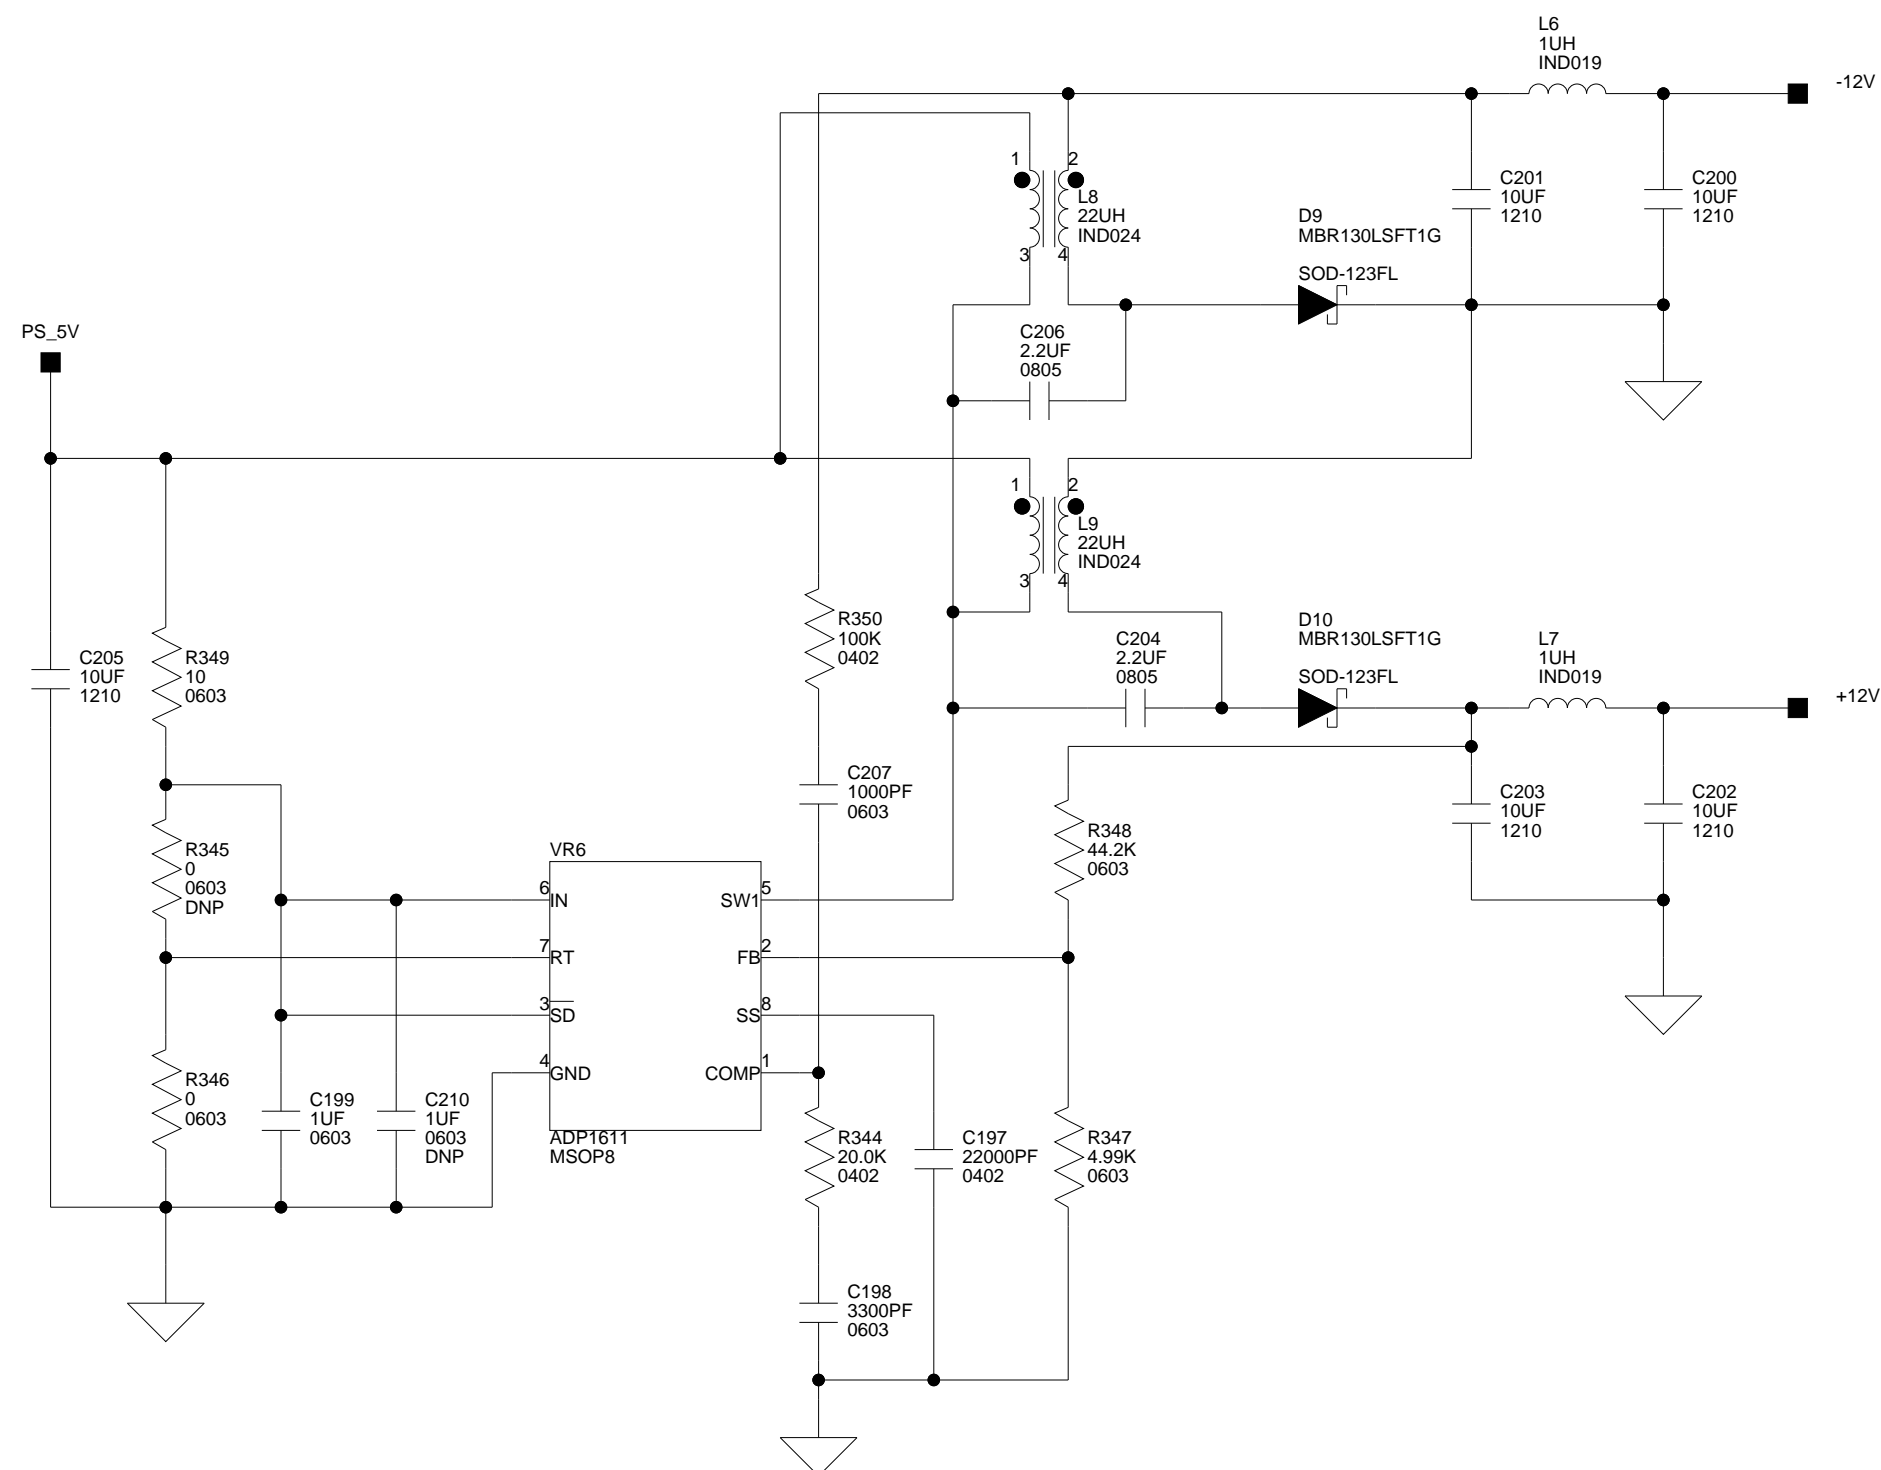 L6
1UH
IND019
-12V
1
2
L8
22UH
IND024
3
4
C201
10UF
1210
C200
10UF
1210
D9
MBR130LSFT1G
SOD-123FL
PS_5V
C206
2.2UF
0805
1
2
L9
22UH
IND024
3
4
R350
100K
0402
C205
10UF
1210
R349
10
0603
C204
2.2UF
0805
D10
MBR130LSFT1G
SOD-123FL
L7
1UH
IND019
+12V
C207
1000PF
0603
C203
10UF
1210
C202
10UF
1210
R348
44.2K
0603
R345
0
0603
DNP
VR6
6
IN
SW1
5
7
RT
FB
2
3
SD
SS
8
4
GND
COMP
1
ADP1611
MSOP8
R346
0
0603
C199
1UF
0603
C210
1UF
0603
DNP
R344
20.0K
0402
C197
22000PF
0402
R347
4.99K
0603
C198
3300PF
0603